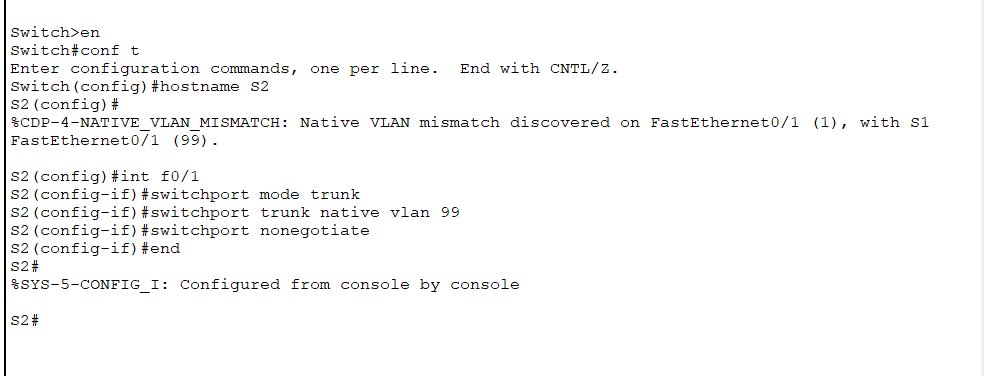 Switch>en
Switch#conf t
Enter configuration commands, one per line.  End with CNTL/Z.
Switch(config)#hostname S2
S2(config)#
%CDP-4-NATIVE_VLAN_MISMATCH: Native VLAN mismatch discovered on FastEthernet0/1 (1), with S1
FastEthernet0/1 (99).
S2(config)#int f0/1
S2(config-if)#switchport mode trunk
S2(config-if)#switchport trunk native vlan 99
S2(config-if)#switchport nonegotiate
S2(config-if)#end
S2#
%SYS-5-CONFIG_I: Configured from console by console
S2#